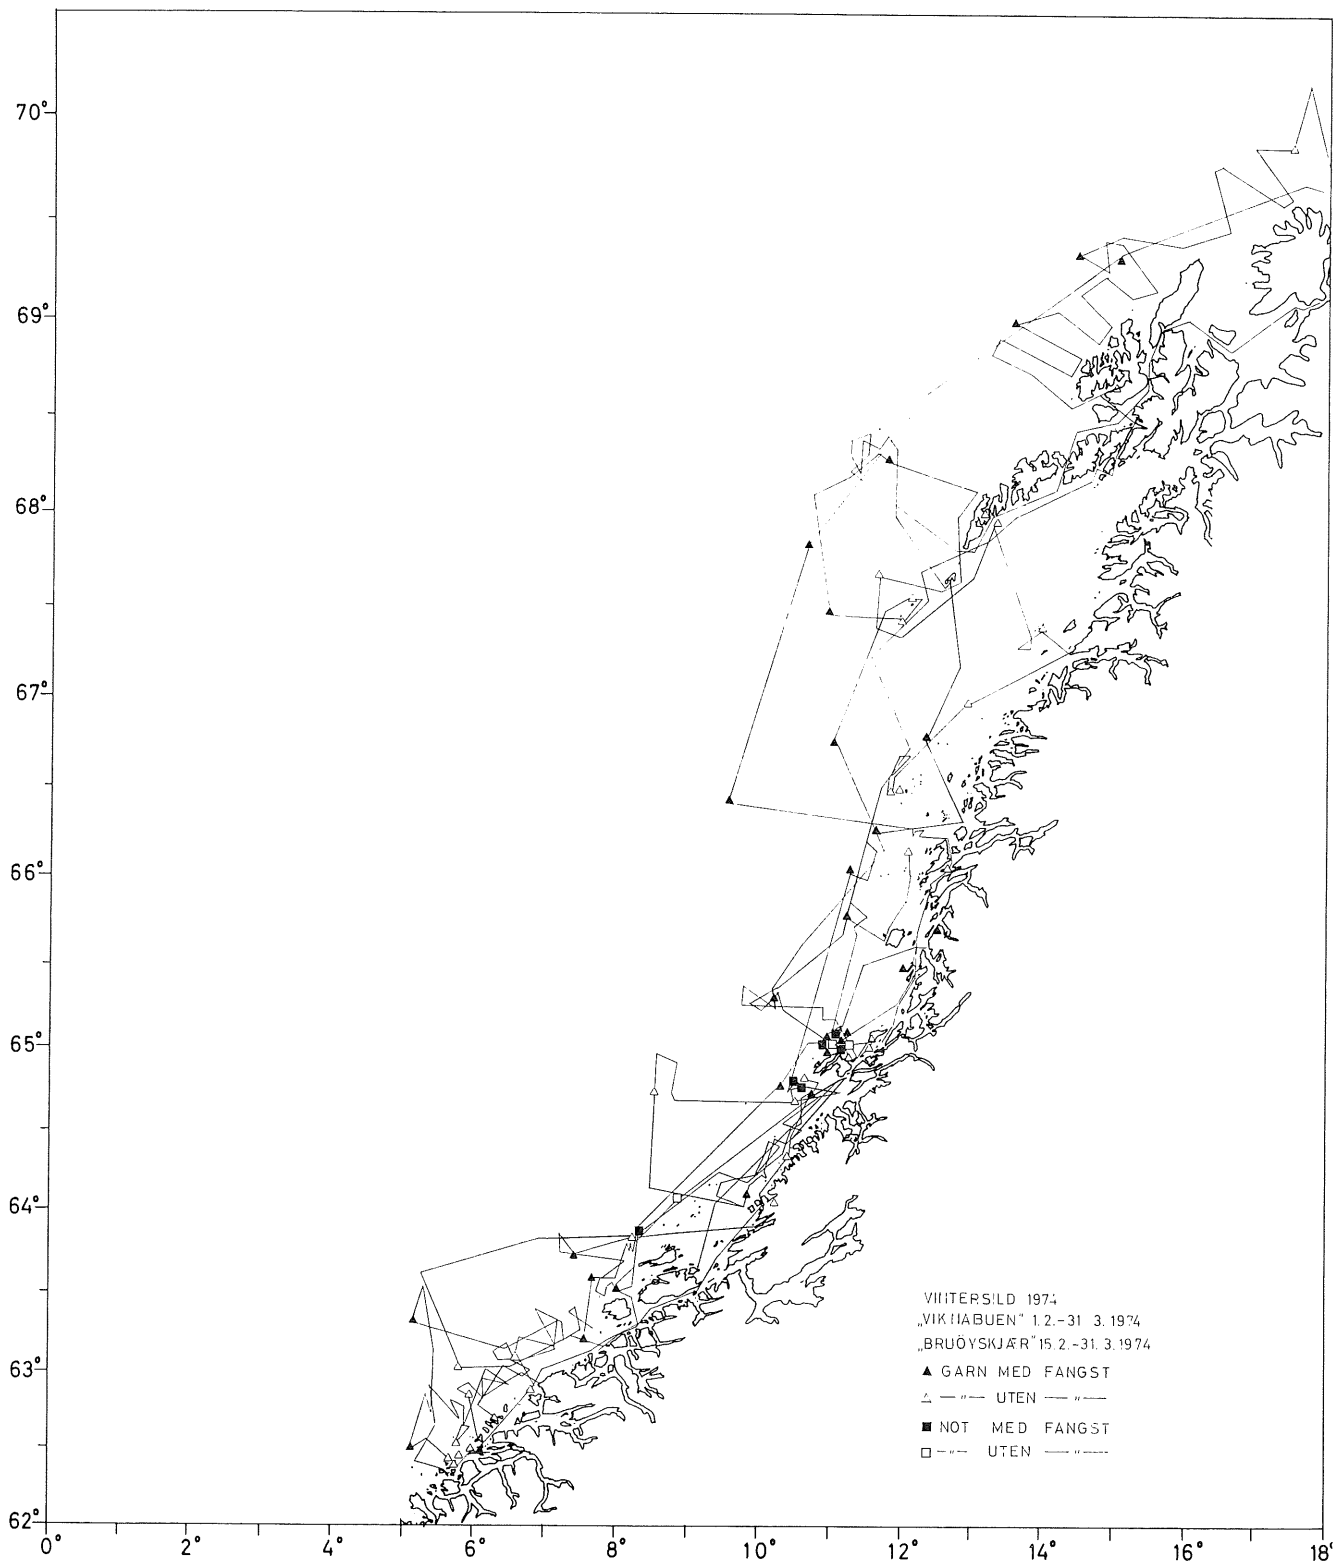 70°
69°
68°
67°
66°
65°
64°
63°
62°
0° 2° 4° 6° 8° 10° 12° 14° 16° 18°
VINTERSILD 1974
„VIKNABUEN" 1.2.-31 3.1974
„BRUÖYSKJÆR" 15.2.-31.3.1974
GARN MED FANGST
—〃— UTEN —〃—
NOT MED FANGST
—〃— UTEN —〃—